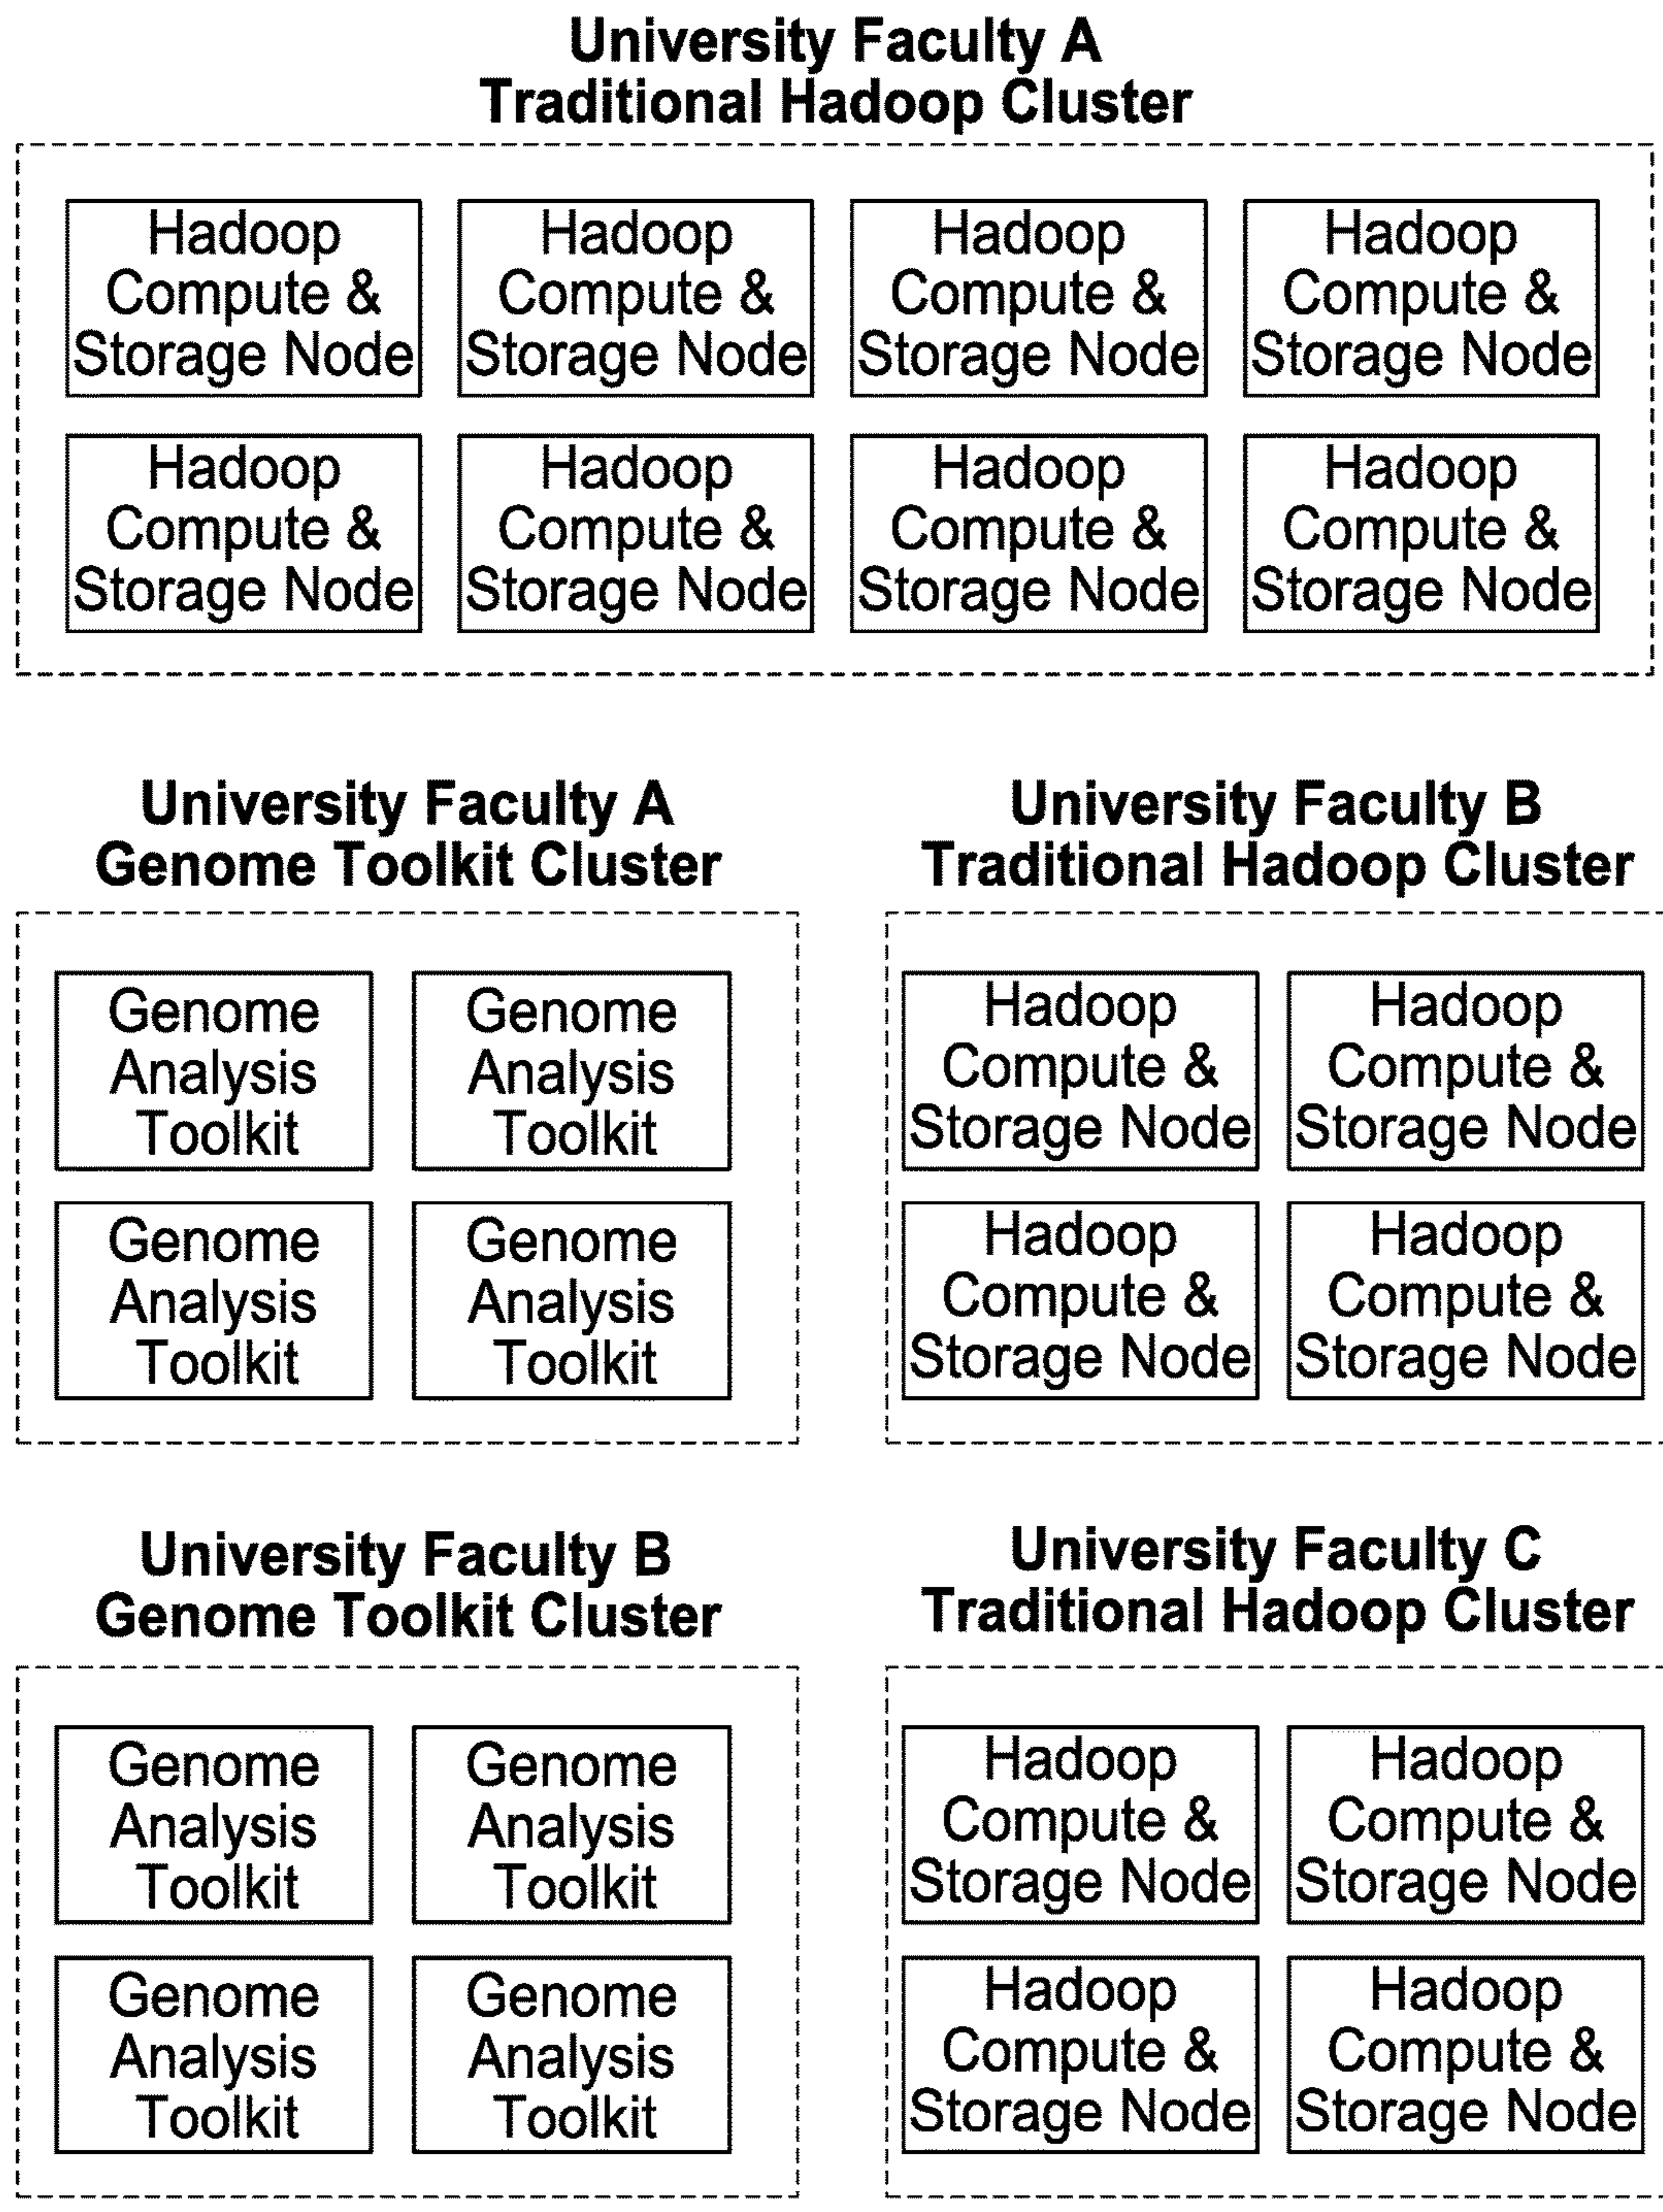 University Faculty A
Traditional Hadoop Cluster
Hadoop
Compute &
Storage Node
Hadoop
Compute &
Storage Node
Hadoop
Compute &
Storage Node
Hadoop
Compute &
Storage Node
Hadoop
Compute &
Storage Node
Hadoop
Compute &
Storage Node
Hadoop
Compute &
Storage Node
Hadoop
Compute &
Storage Node
University Faculty A
Genome Toolkit Cluster
Genome
Analysis
Toolkit
Genome
Analysis
Toolkit
Genome
Analysis
Toolkit
Genome
Analysis
Toolkit
University Faculty B
Traditional Hadoop Cluster
Hadoop
Compute &
Storage Node
Hadoop
Compute &
Storage Node
Hadoop
Compute &
Storage Node
Hadoop
Compute &
Storage Node
University Faculty B
Genome Toolkit Cluster
Genome
Analysis
Toolkit
Genome
Analysis
Toolkit
Genome
Analysis
Toolkit
Genome
Analysis
Toolkit
University Faculty C
Traditional Hadoop Cluster
Hadoop
Compute &
Storage Node
Hadoop
Compute &
Storage Node
Hadoop
Compute &
Storage Node
Hadoop
Compute &
Storage Node